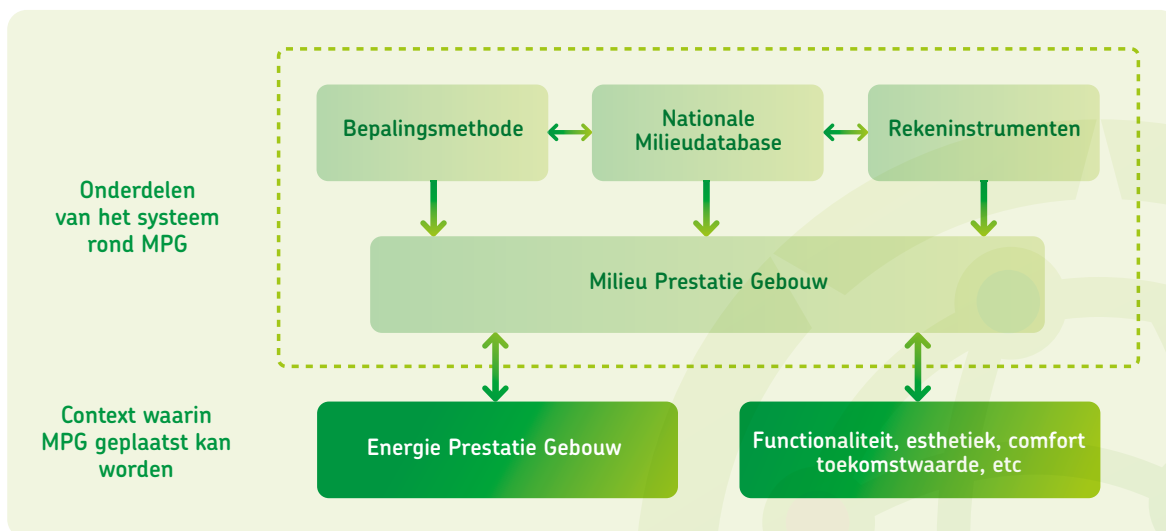 Bepalingsmethode
Nationale
Milieudatabase
Rekeninstrumenten
Onderdelen
van het systeem
rond MPG
Milieu Prestatie Gebouw
Context waarin
MPG geplaatst kan
worden
Energie Prestatie Gebouw
Functionaliteit, esthetiek, comfort
toekomstwaarde, etc